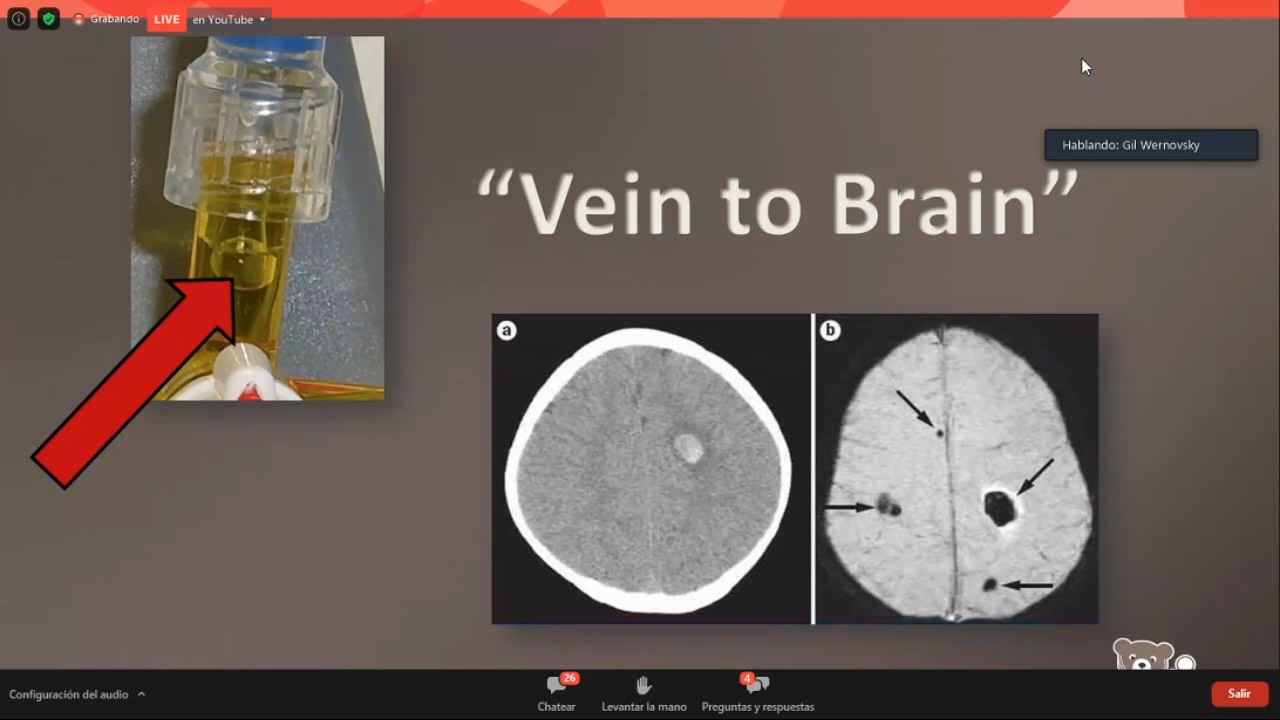 Grabando
LIVE
en YouTube
Hablando: Gil Wernovsky
“Vein to Brain”
a
b
Configuración del audio
26
Chatear
Levantar la mano
4
Preguntas y respuestas
Salir